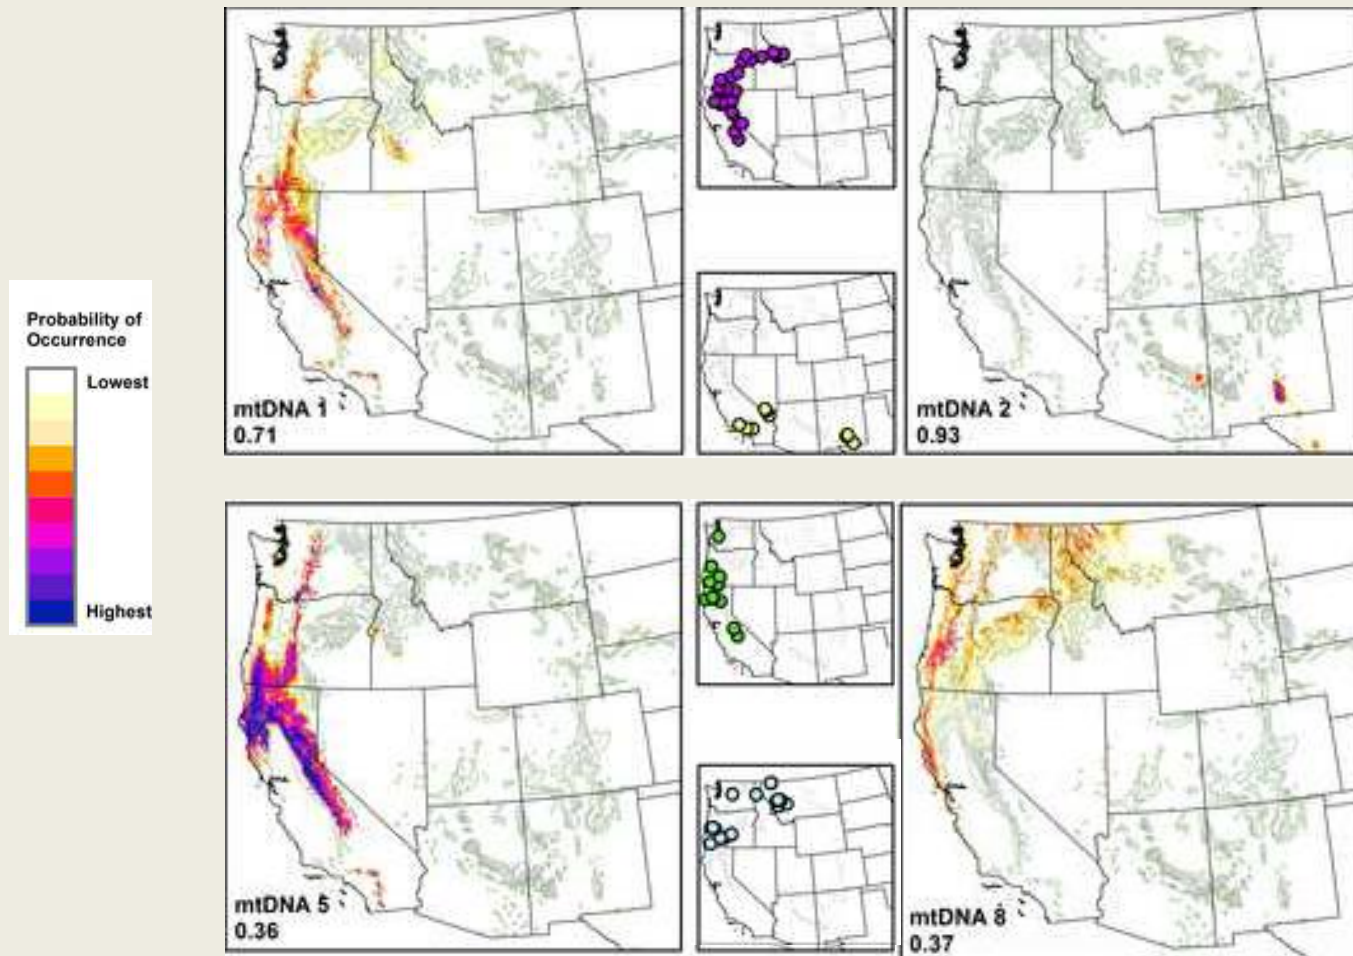 Probability of
Occurrence
Lowest
Highest
mtDNA 1
0.71
mtDNA 2
0.93
mtDNA 5
0.36
mtDNA 8
0.37